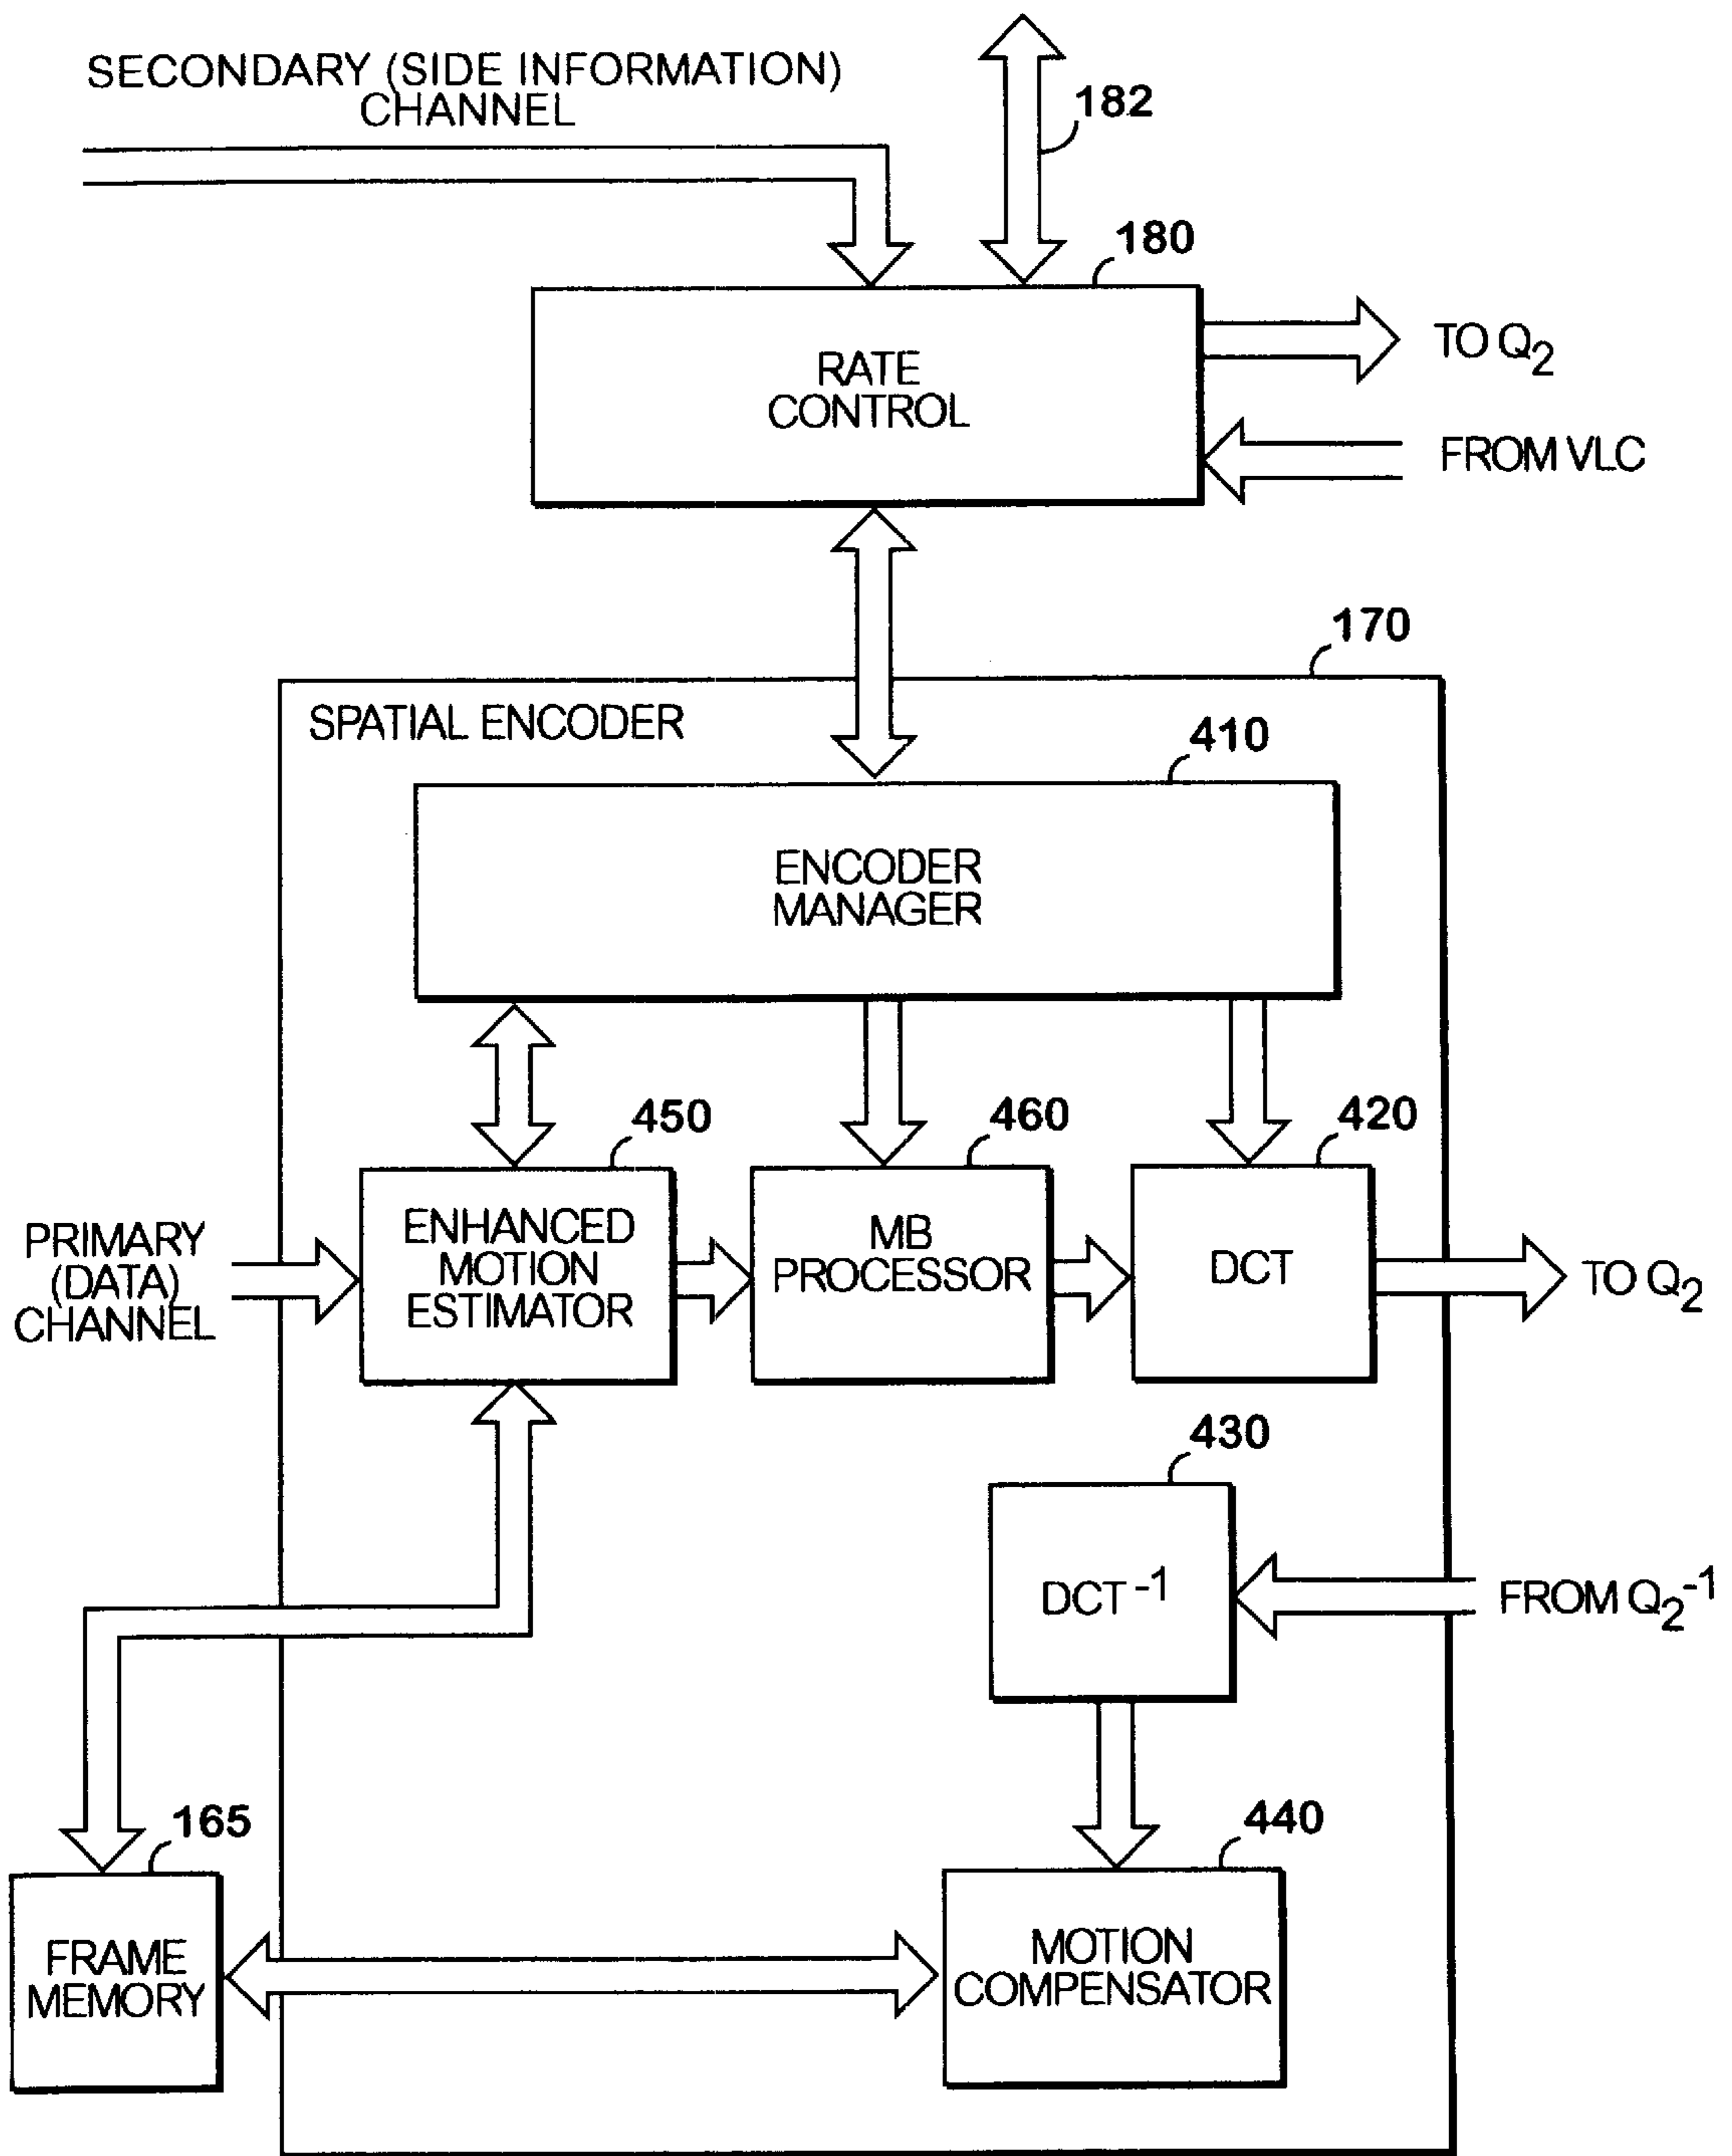 SECONDARY (SIDE INFORMATION)
CHANNEL
182
180
RATE
CONTROL
TO Q2
FROM VLC
170
SPATIAL ENCODER
410
ENCODER
MANAGER
450
460
420
PRIMARY
(DATA)
CHANNEL
ENHANCED
MOTION
ESTIMATOR
MB
PROCESSOR
DCT
TO Q2
430
DCT-1
FROM Q2-1
165
440
FRAME
MEMORY
MOTION
COMPENSATOR